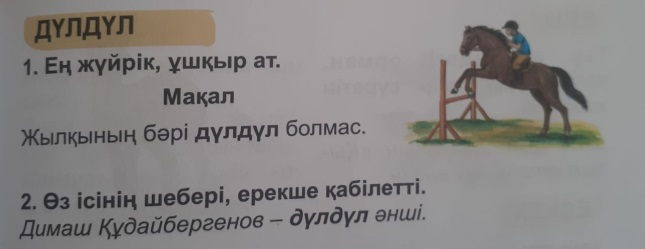 ДҮЛДҮЛ
1. Ең жүйрік, ұшқыр ат.
Мақал
Жылқының бәрі дүлдүл болмас.
2. Өз ісінің шебері, ерекше қабілетті.
Димаш Құдайбергенов – дүлдүл әнші.